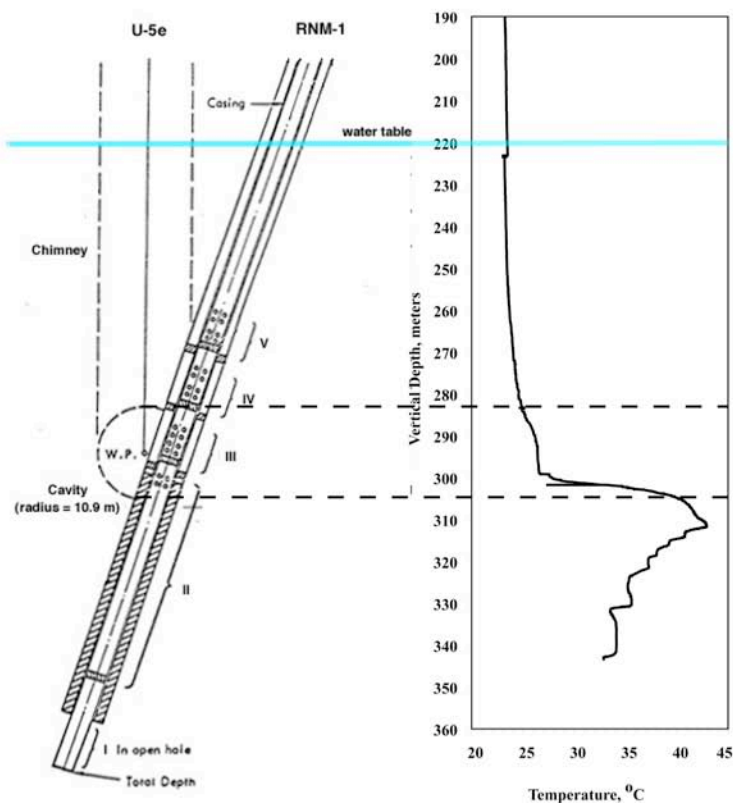 U-5e
RNM-1
Casing
water table
Chimney
V
IV
W.P.
III
Cavity
(radius = 10.9 m)
II
I In open hole
Total Depth
190
200
210
220
230
240
250
260
270
280
290
300
310
320
330
340
350
360
Vertical Depth, meters
20 25 30 35 40 45
Temperature, °C